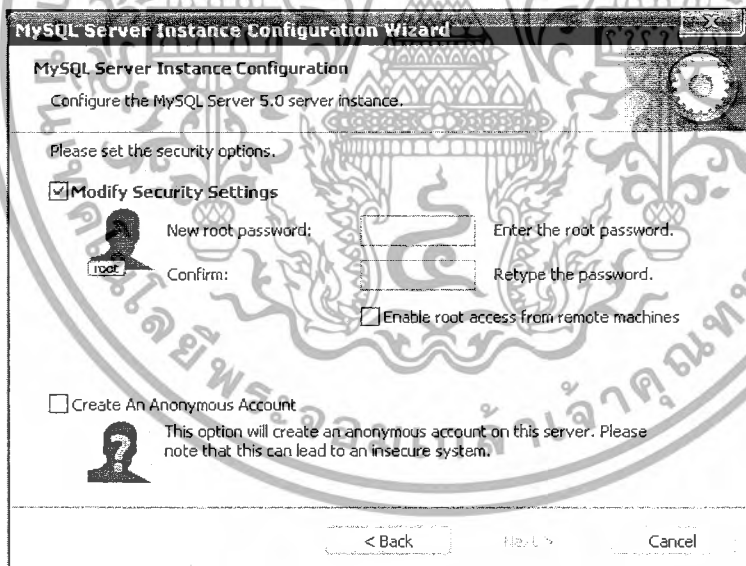 MySQL Server Instance Configuration Wizard
MySQL Server Instance Configuration
Configure the MySQL Server 5.0 server instance.
Please set the security options.
Modify Security Settings
root
New root password:
Enter the root password.
Confirm:
Retype the password.
Enable root access from remote machines
Create An Anonymous Account
This option will create an anonymous account on this server. Please
note that this can lead to an insecure system.
< Back
Next >
Cancel